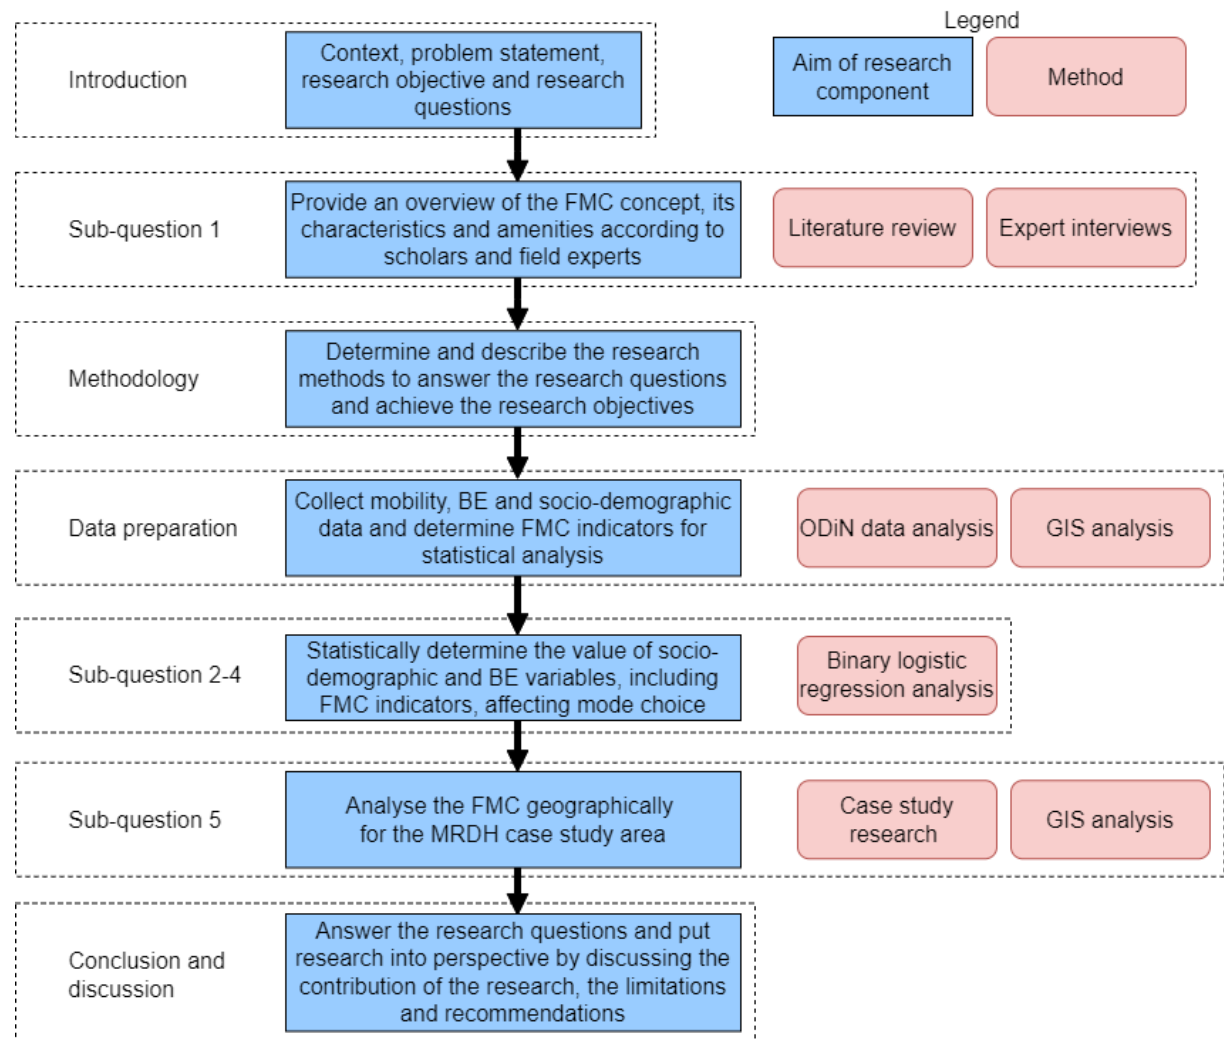 Legend
Aim of research
component
Method
Introduction
Context, problem statement,
research objective and research
questions
Sub-question 1
Provide an overview of the FMC concept, its
characteristics and amenities according to
scholars and field experts
Literature review
Expert interviews
Methodology
Determine and describe the research
methods to answer the research questions
and achieve the research objectives
Data preparation
Collect mobility, BE and socio-demographic
data and determine FMC indicators for
statistical analysis
ODiN data analysis
GIS analysis
Sub-question 2-4
Statistically determine the value of socio-
demographic and BE variables, including
FMC indicators, affecting mode choice
Binary logistic
regression analysis
Sub-question 5
Analyse the FMC geographically
for the MRDH case study area
Case study
research
GIS analysis
Conclusion and
discussion
Answer the research questions and put
research into perspective by discussing the
contribution of the research, the limitations
and recommendations